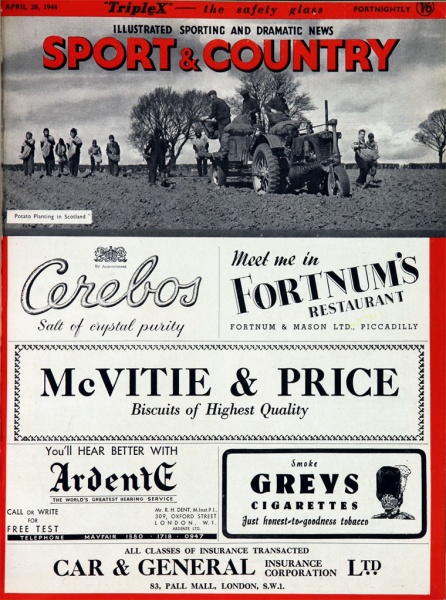 APRIL 28, 1944
"TripleX" — the safety glass
FORTNIGHTLY
1/6
ILLUSTRATED SPORTING AND DRAMATIC NEWS
SPORT & COUNTRY
Potato Planting in Scotland
By Appointment
Cerebos
Salt of crystal purity
Meet me in
FORTNUM'S
RESTAURANT
FORTNUM & MASON LTD., PICCADILLY
McVITIE & PRICE
Biscuits of Highest Quality
You'll HEAR BETTER WITH
ArdentE
THE WORLD'S GREATEST HEARING SERVICE
CALL OR WRITE
FOR
FREE TEST
Mr. R. H. DENT, M.Inst.P.I.,
309, OXFORD STREET
LONDON, W.1.
ARDENTE LTD.
TELEPHONE MAYFAIR 1380 · 1718 · 0947
Smoke
GREYS
CIGARETTES
Just honest-to-goodness tobacco
ALL CLASSES OF INSURANCE TRANSACTED
CAR & GENERAL INSURANCE CORPORATION LTD
83, PALL MALL, LONDON, S.W.1.